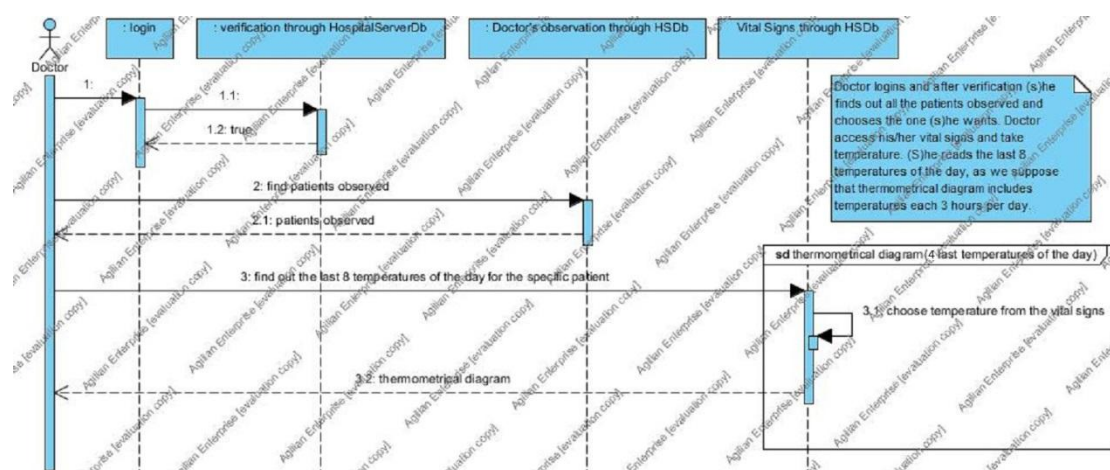 : login
: verification through HospitalServerDb
: Doctor's observation through HSDb
Vital Signs through HSDb
Doctor
1:
1.1:
1.2: true
Doctor logins and after verification (s)he
finds out all the patients observed and
chooses the one (s)he wants. Doctor
access his/her vital signs and take
temperature. (S)he reads the last 8
temperatures of the day, as we suppose
that thermometrical diagram includes
temperatures each 3 hours per day.
2: find patients observed
2.1: patients observed
sd thermometrical diagram(4 last temperatures of the day)
3: find out the last 8 temperatures of the day for the specific patient
3.1: choose temperature from the vital signs
3.2: thermometrical diagram
Agilian Enterprise [evaluation copy]